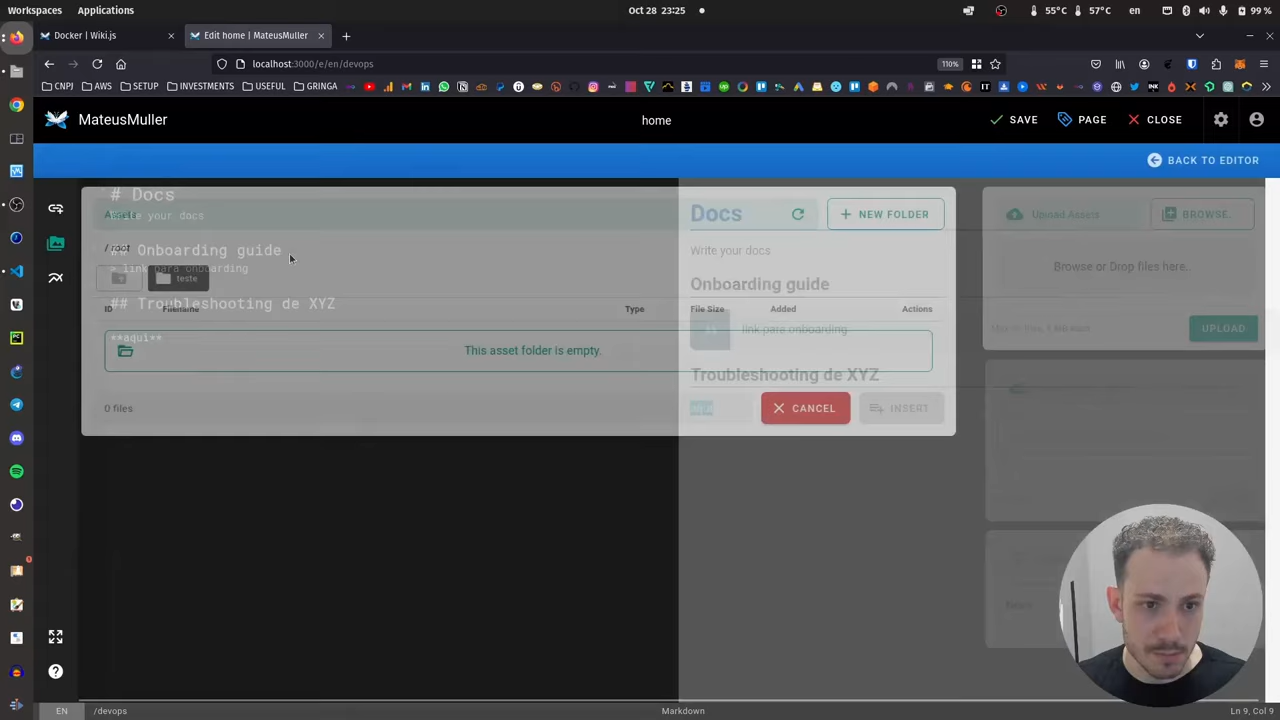 Workspaces Applications Oct 28 23:25 55°C 57°C en 99 %
Docker | Wiki.js Edit home | MateusMuller
localhost:3000/e/en/devops 110%
CNPJ AWS SETUP INVESTMENTS USEFUL GRINGA
MateusMuller home SAVE PAGE CLOSE
BACK TO EDITOR
# Docs
Assets Docs NEW FOLDER Upload Assets BROWSE...
your docs
/ root Write your docs
## Onboarding guide
> link para onboarding
teste Onboarding guide Browse or Drop files here...
## Troubleshooting de XYZ
ID Filename Type File Size Added Actions
link para onboarding UPLOAD
**aqui**
This asset folder is empty.
Troubleshooting de XYZ
0 files aqui CANCEL INSERT
EN /devops Markdown Ln 9, Col 9